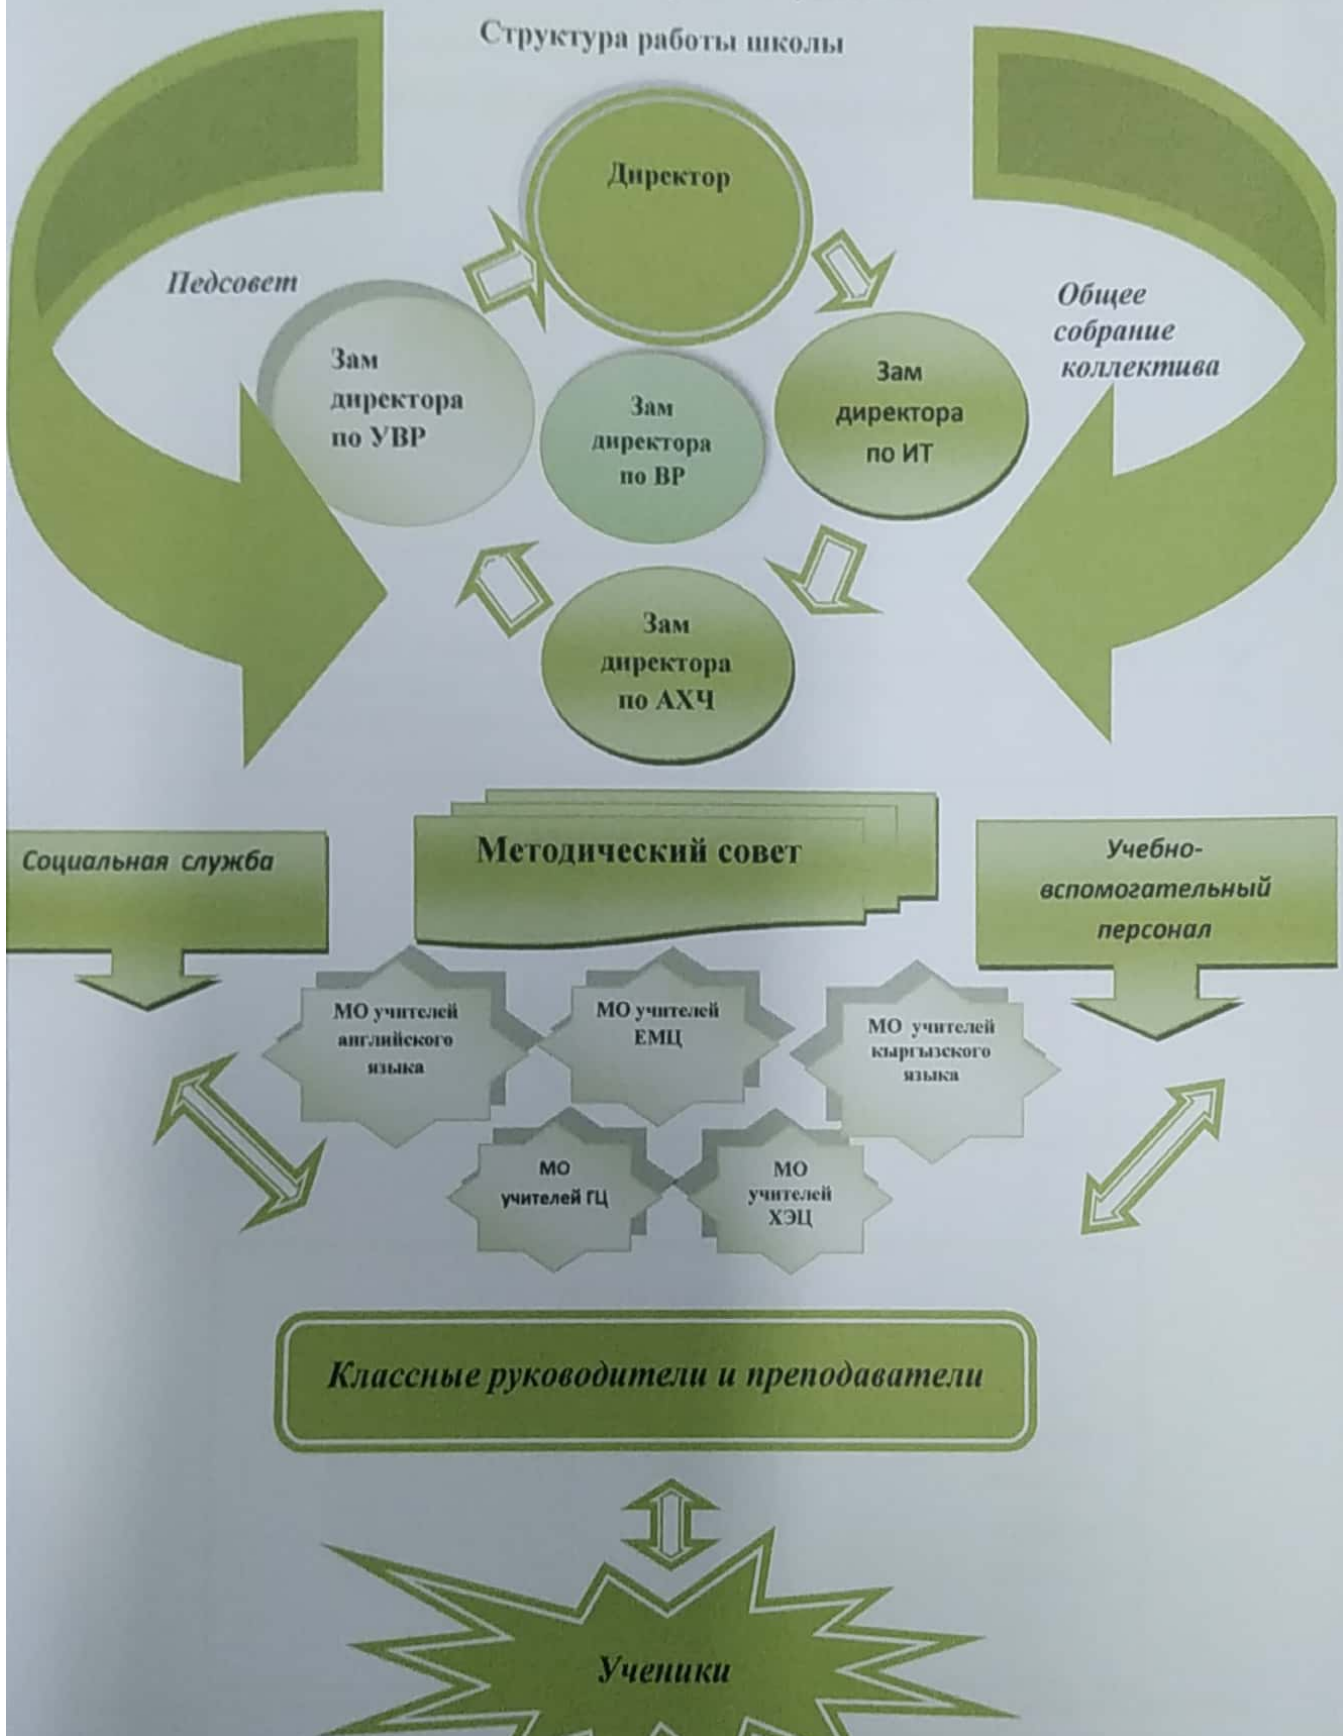 Структура работы школы
Директор
Педсовет
Общее
собрание
коллектива
Зам
директора
по УВР
Зам
директора
по ВР
Зам
директора
по ИТ
Зам
директора
по АХЧ
Социальная служба
Методический совет
Учебно-
вспомогательный
персонал
МО учителей
английского
языка
МО учителей
ЕМЦ
МО учителей
кыргызского
языка
МО
учителей ГЦ
МО
учителей
ХЭЦ
Классные руководители и преподаватели
Ученики